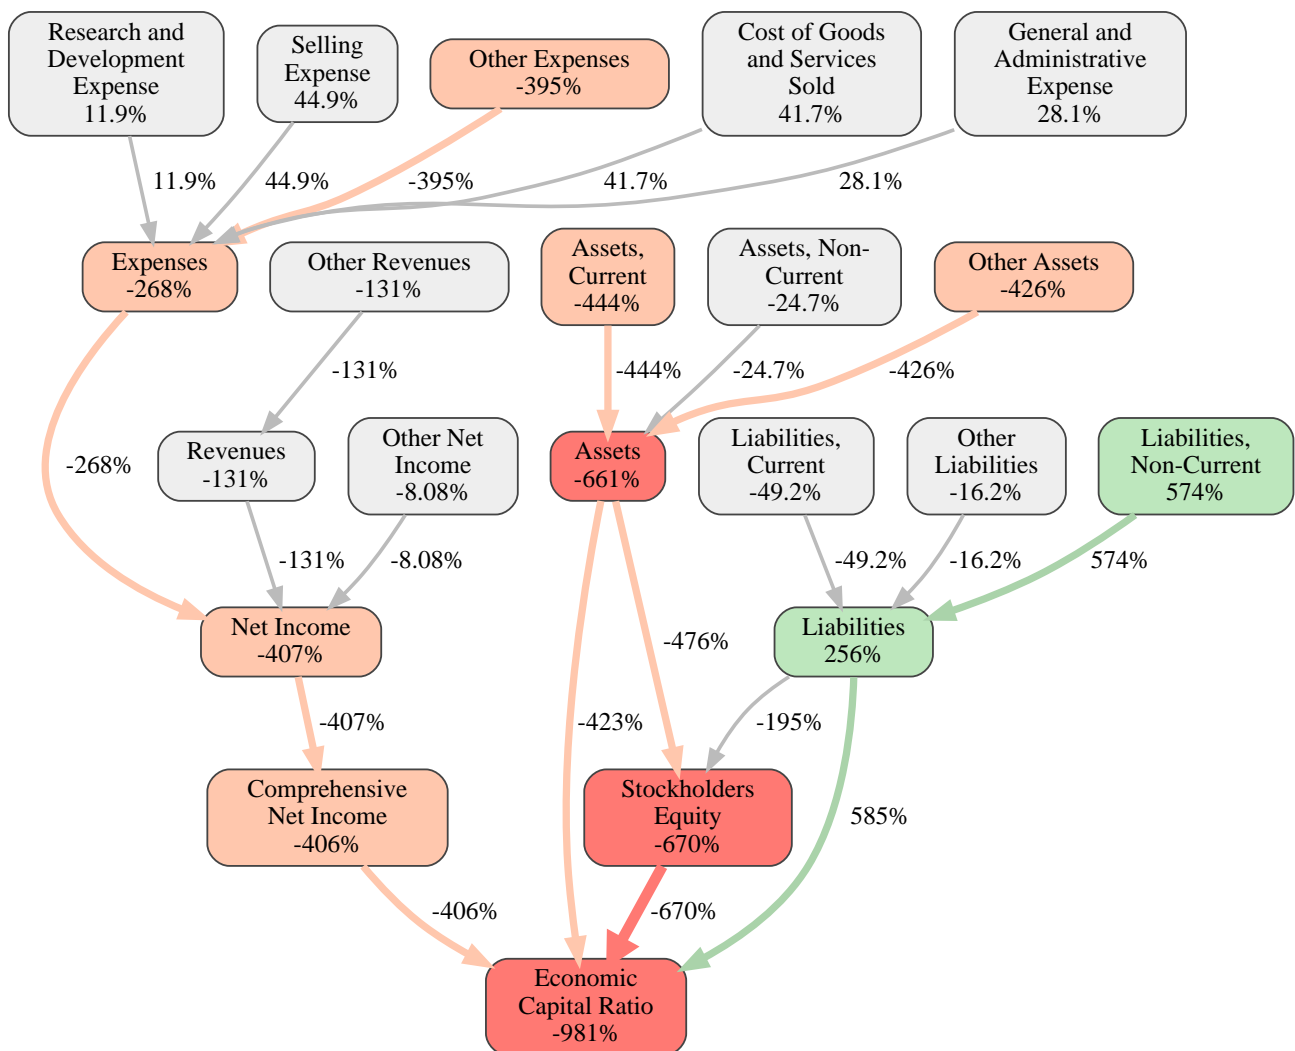 Research and
Development
Expense
11.9%
Selling
Expense
44.9%
Other Expenses
-395%
Cost of Goods
and Services
Sold
41.7%
General and
Administrative
Expense
28.1%
11.9%
44.9%
-395%
41.7%
28.1%
Expenses
-268%
Other Revenues
-131%
Assets,
Current
-444%
Assets, Non-
Current
-24.7%
Other Assets
-426%
-131%
-444%
-24.7%
-426%
-268%
Revenues
-131%
Other Net
Income
-8.08%
Assets
-661%
Liabilities,
Current
-49.2%
Other
Liabilities
-16.2%
Liabilities,
Non-Current
574%
-131%
-8.08%
-49.2%
-16.2%
574%
Net Income
-407%
-476%
Liabilities
256%
-407%
-423%
-195%
Comprehensive
Net Income
-406%
Stockholders
Equity
-670%
585%
-406%
-670%
Economic
Capital Ratio
-981%